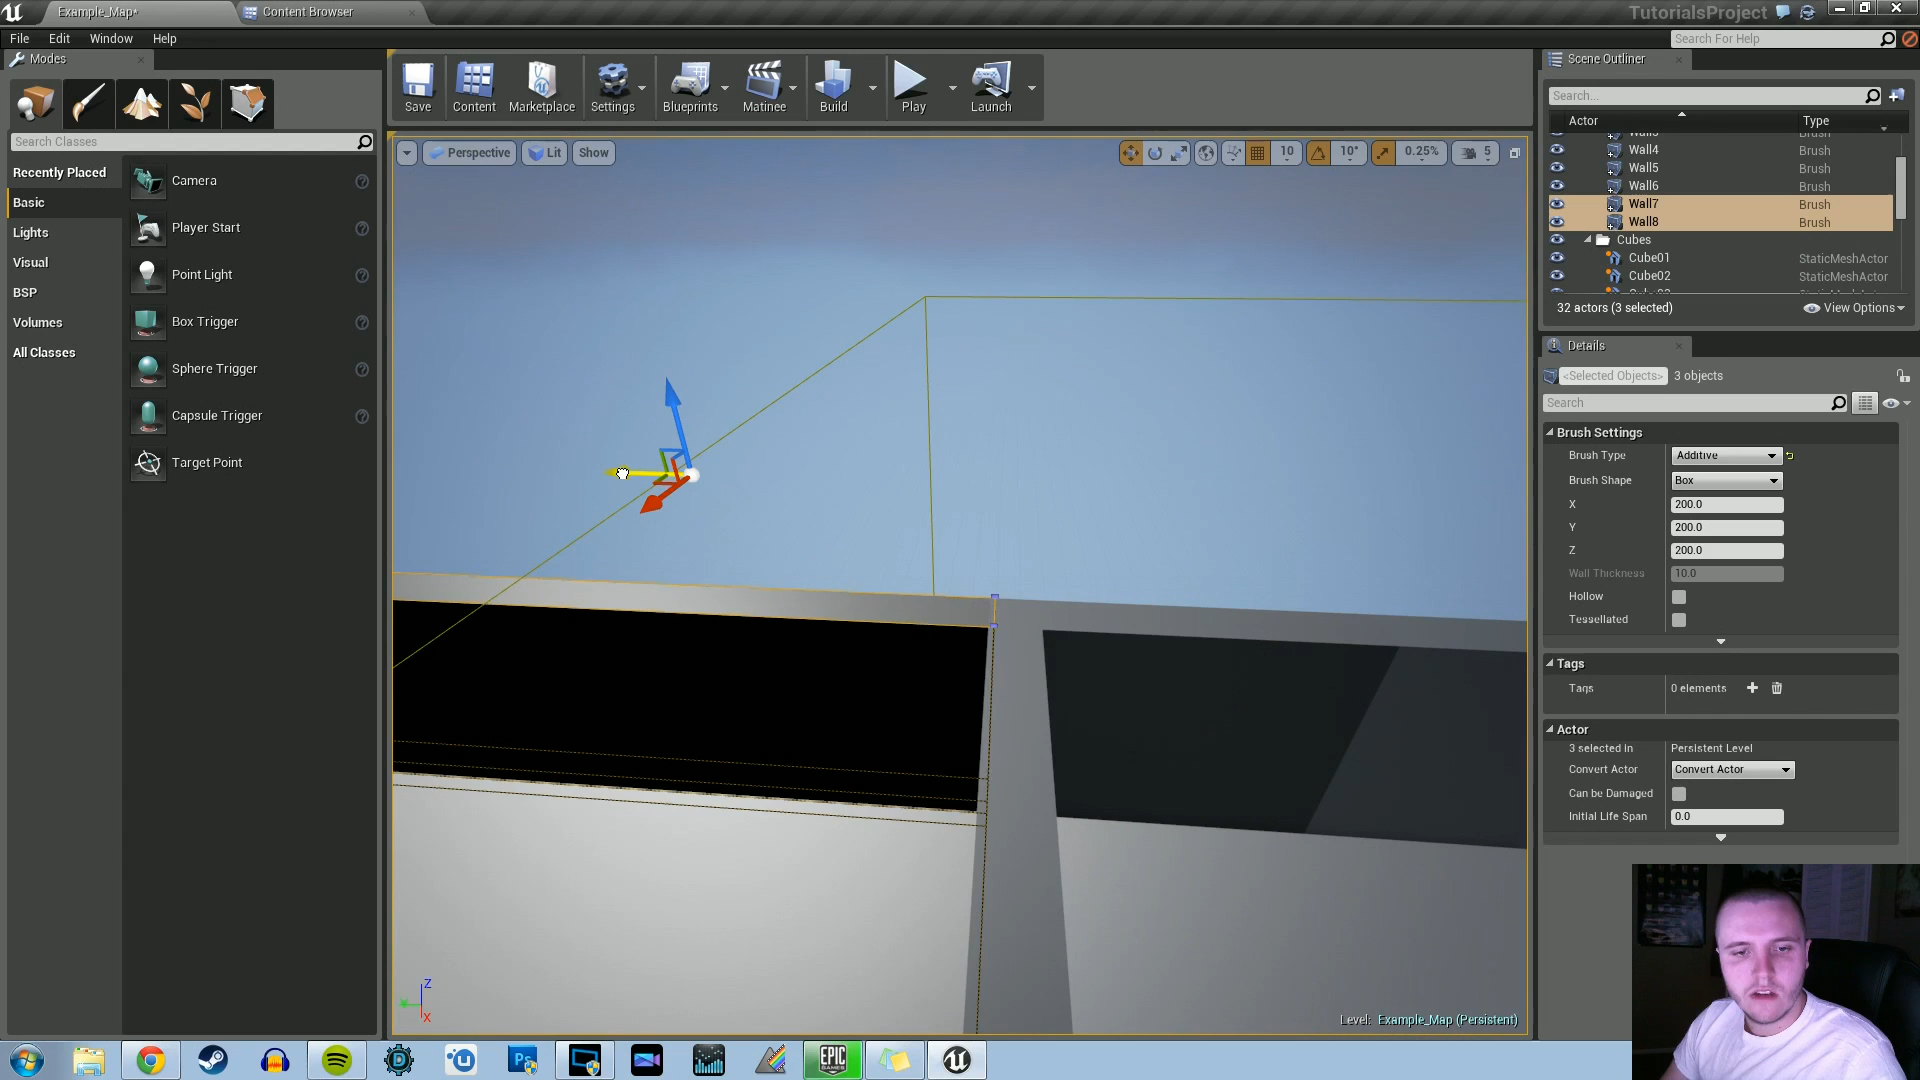 Example_Map*
Content Browser
TutorialsProject
File Edit Window Help
Search For Help
Modes
Search Classes
Recently Placed
Basic
Lights
Visual
BSP
Volumes
All Classes
Camera
Player Start
Point Light
Box Trigger
Sphere Trigger
Capsule Trigger
Target Point
Save
Content
Marketplace
Settings
Blueprints
Matinee
Build
Play
Launch
Perspective
Lit
Show
10
10°
0.25%
5
Z
X
Level: Example_Map (Persistent)
Scene Outliner
Search...
Actor Type
Wall4 Brush
Wall5 Brush
Wall6 Brush
Wall7 Brush
Wall8 Brush
Cubes
Cube01 StaticMeshActor
Cube02 StaticMeshActor
32 actors (3 selected)
View Options
Details
<Selected Objects> 3 objects
Search
Brush Settings
Brush Type Additive
Brush Shape Box
X 200.0
Y 200.0
Z 200.0
Wall Thickness 10.0
Hollow
Tessellated
Tags
Tags 0 elements
Actor
3 selected in Persistent Level
Convert Actor Convert Actor
Can be Damaged
Initial Life Span 0.0
Ps
EPIC
GAMES